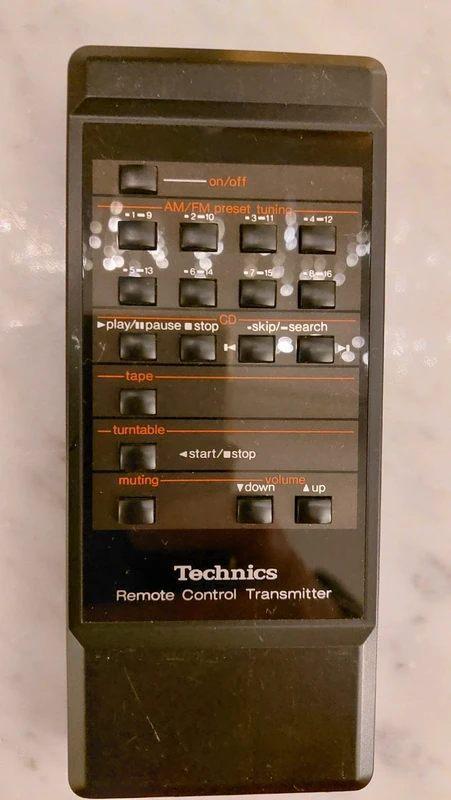 on/off
AM/FM preset tuning
-1=9 -2=10 -3=11 -4=12
-5=13 -6=14 -7=15 -8=16
CD
▶play/❚❚pause ■stop -skip/=search
tape
turntable
◀start/■stop
muting volume
▼down ▲up
Technics
Remote Control Transmitter